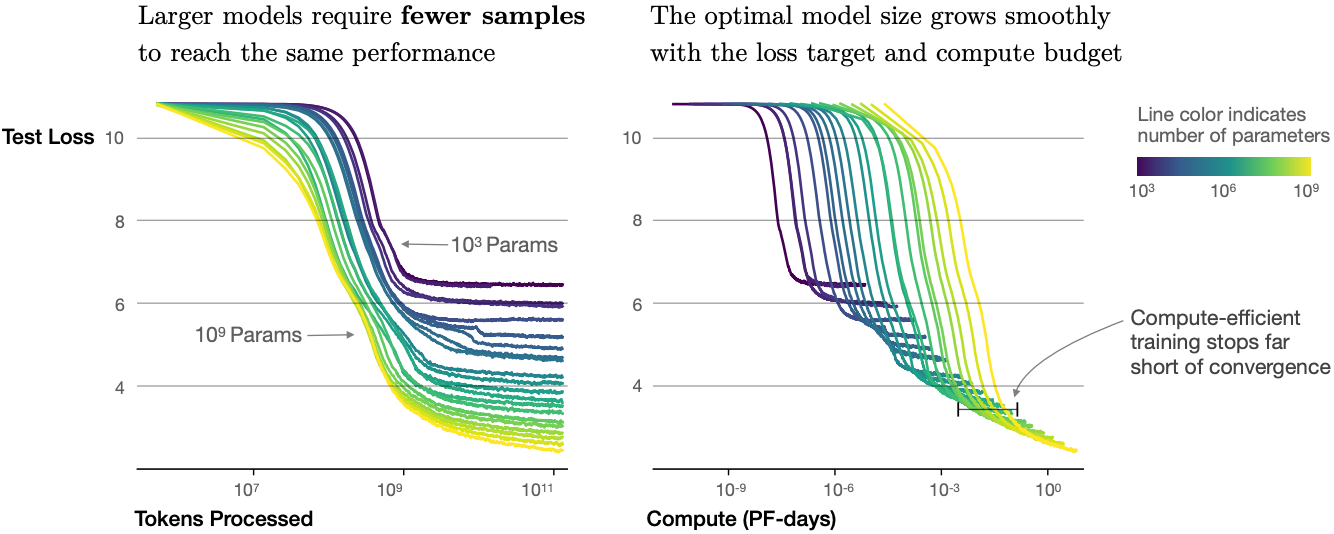 Larger models require fewer samples
to reach the same performance
The optimal model size grows smoothly
with the loss target and compute budget
Test Loss
10
8
6
4
10³ Params
10⁹ Params
10⁷
10⁹
10¹¹
Tokens Processed
10
8
6
4
10⁻⁹
10⁻⁶
10⁻³
10⁰
Compute (PF-days)
Line color indicates
number of parameters
10³
10⁶
10⁹
Compute-efficient
training stops far
short of convergence